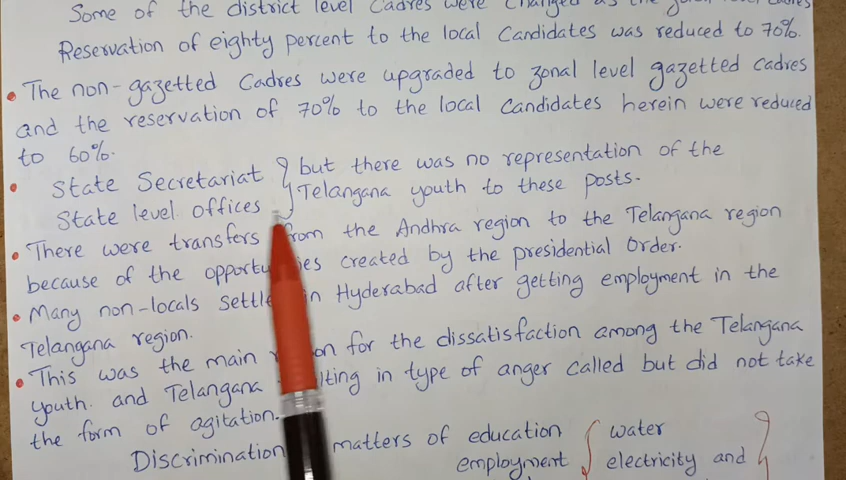 Some of the district level Cadres were changed as the
Reservation of eighty percent to the local Candidates was reduced to 70%.
• The non-gazetted Cadres were upgraded to zonal level gazetted cadres
and the reservation of 70% to the local Candidates herein were reduced
to 60%.
• State Secretariat } but there was no representation of the
State level offices } Telangana youth to these posts.
• There were transfers from the Andhra region to the Telangana region
because of the created by the presidential Order.
• Many non-locals in Hyderabad after getting employment in the
Telangana region.
• This was the main for the dissatisfaction among the Telangana
youth. and Telangana in type of anger called but did not take
the form of agitation.
Discrimination matters of education { water
employment electricity and }